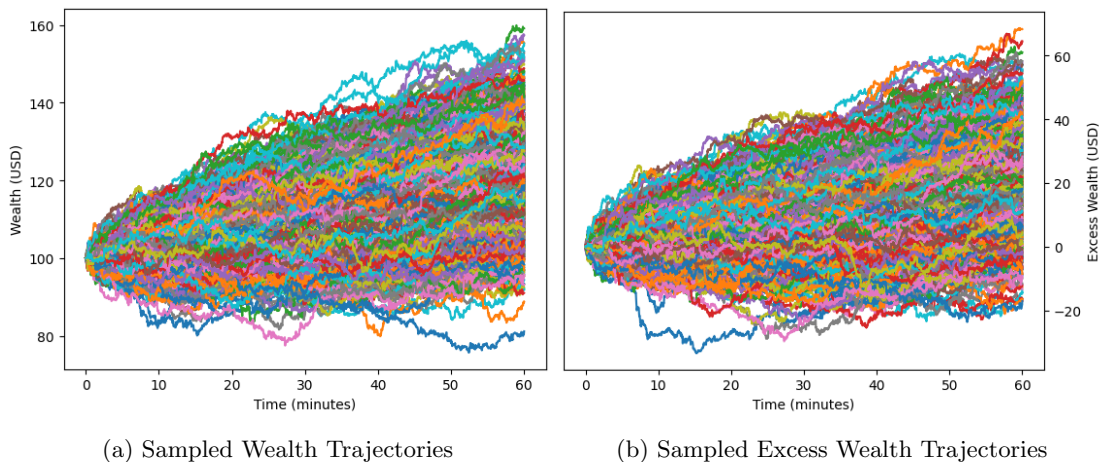 160
140
120
100
80
Wealth (USD)
0 10 20 30 40 50 60
Time (minutes)
60
40
20
0
−20
Excess Wealth (USD)
0 10 20 30 40 50 60
Time (minutes)
(a) Sampled Wealth Trajectories
(b) Sampled Excess Wealth Trajectories